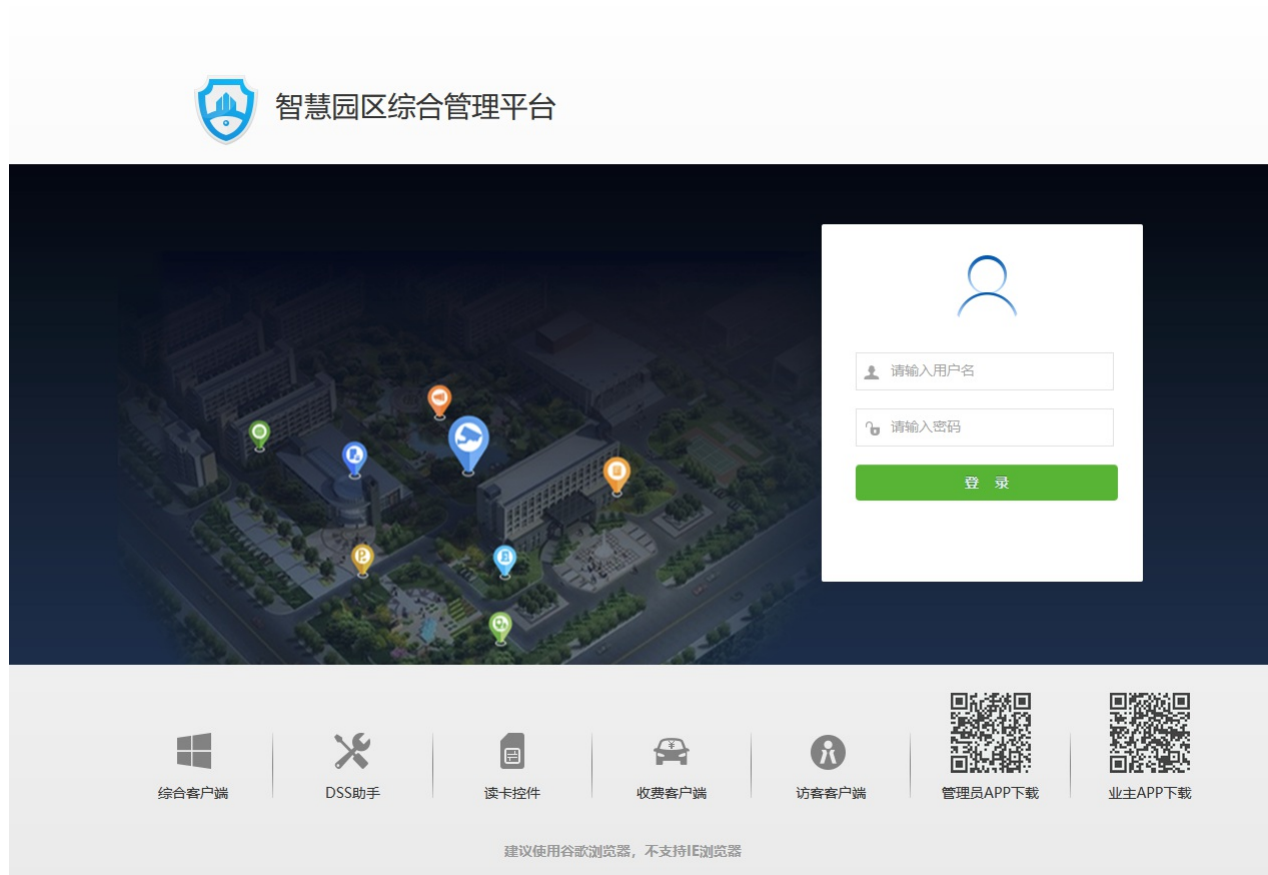 智慧园区综合管理平台
请输入用户名
请输入密码
登 录
综合客户端
DSS助手
读卡控件
收费客户端
访客客户端
管理员APP下载
业主APP下载
建议使用谷歌浏览器，不支持IE浏览器